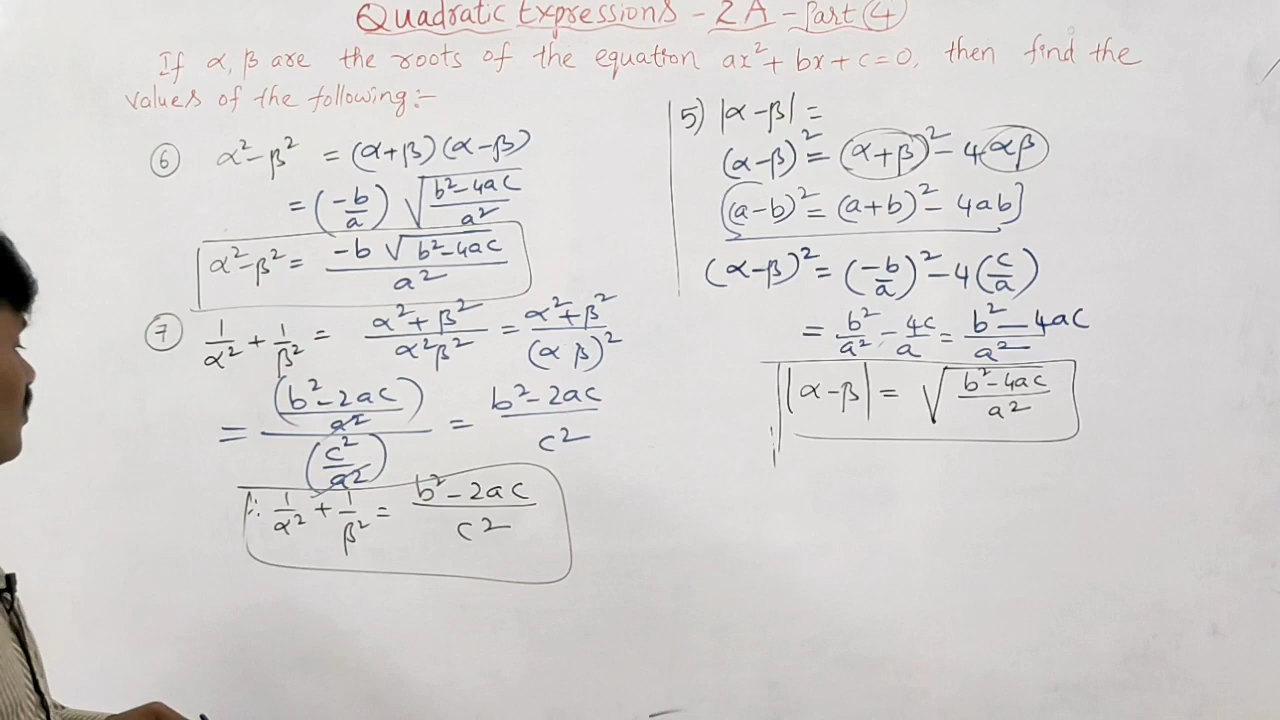 Quadratic Expressions - 2A - Part ④
If α, β are the roots of the equation ax² + bx + c = 0, then find the
values of the following:-
⑥ α² - β² = (α+β)(α-β)
= (-b/a) √((b²-4ac)/a²)
α² - β² = (-b √(b²-4ac))/a²
⑦ 1/α² + 1/β² = (α²+β²)/(α²β²) = (α²+β²)/(αβ)²
= ((b²-2ac)/a²)/(c²/a²) = (b²-2ac)/c²
∴ 1/α² + 1/β² = (b²-2ac)/c²
5) |α-β| =
(α-β)² = (α+β)² - 4αβ
[(a-b)² = (a+b)² - 4ab]
(α-β)² = (-b/a)² - 4(c/a)
= b²/a² - 4c/a = (b²-4ac)/a²
∴ |α-β| = √((b²-4ac)/a²)